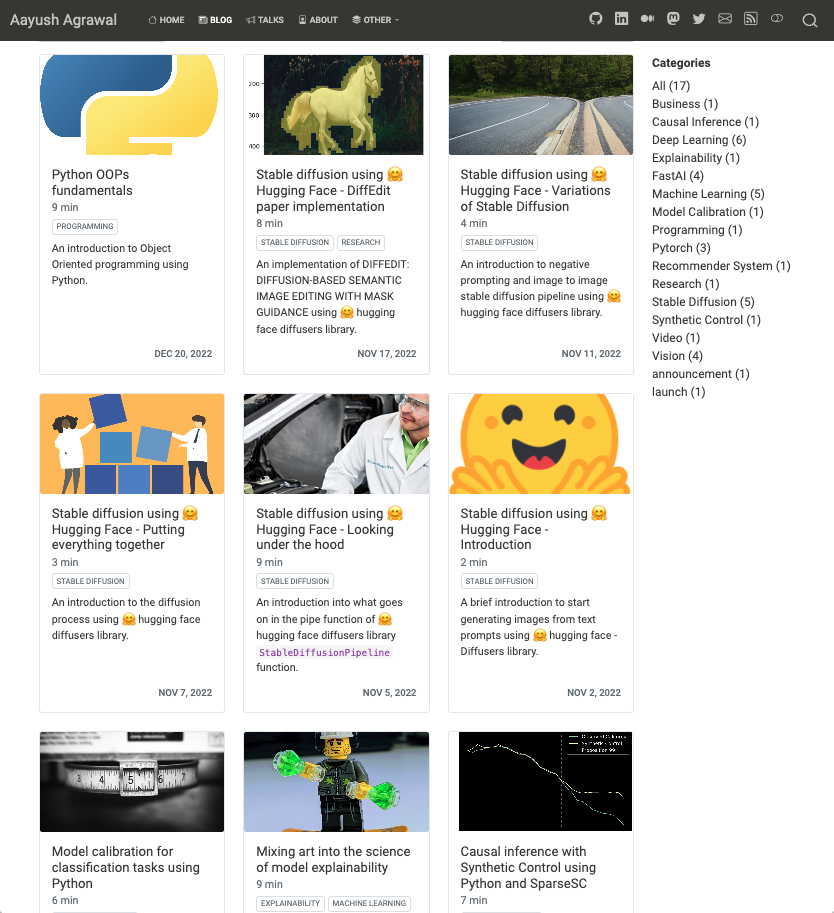 Aayush Agrawal
HOME
BLOG
TALKS
ABOUT
OTHER
Categories
All (17)
Business (1)
Causal Inference (1)
Deep Learning (6)
Explainability (1)
FastAI (4)
Machine Learning (5)
Model Calibration (1)
Programming (1)
Pytorch (3)
Recommender System (1)
Research (1)
Stable Diffusion (5)
Synthetic Control (1)
Video (1)
Vision (4)
announcement (1)
launch (1)
Python OOPs
fundamentals
9 min
PROGRAMMING
An introduction to Object
Oriented programming using
Python.
DEC 20, 2022
200
300
400
Stable diffusion using 🤗
Hugging Face - DiffEdit
paper implementation
8 min
STABLE DIFFUSION
RESEARCH
An implementation of DIFFEDIT:
DIFFUSION-BASED SEMANTIC
IMAGE EDITING WITH MASK
GUIDANCE using 🤗 hugging
face diffusers library.
NOV 17, 2022
Stable diffusion using 🤗
Hugging Face - Variations
of Stable Diffusion
4 min
STABLE DIFFUSION
An introduction to negative
prompting and image to image
stable diffusion pipeline using 🤗
hugging face diffusers library.
NOV 11, 2022
Stable diffusion using 🤗
Hugging Face - Putting
everything together
3 min
STABLE DIFFUSION
An introduction to the diffusion
process using 🤗 hugging face
diffusers library.
NOV 7, 2022
Stable diffusion using 🤗
Hugging Face - Looking
under the hood
9 min
STABLE DIFFUSION
An introduction into what goes
on in the pipe function of 🤗
hugging face diffusers library
StableDiffusionPipeline
function.
NOV 5, 2022
Stable diffusion using 🤗
Hugging Face -
Introduction
2 min
STABLE DIFFUSION
A brief introduction to start
generating images from text
prompts using 🤗 hugging face -
Diffusers library.
NOV 2, 2022
3 4 5 6 7
Model calibration for
classification tasks using
Python
6 min
Mixing art into the science
of model explainability
9 min
EXPLAINABILITY
MACHINE LEARNING
Synthetic Control
Proposition 99
Causal inference with
Synthetic Control using
Python and SparseSC
7 min